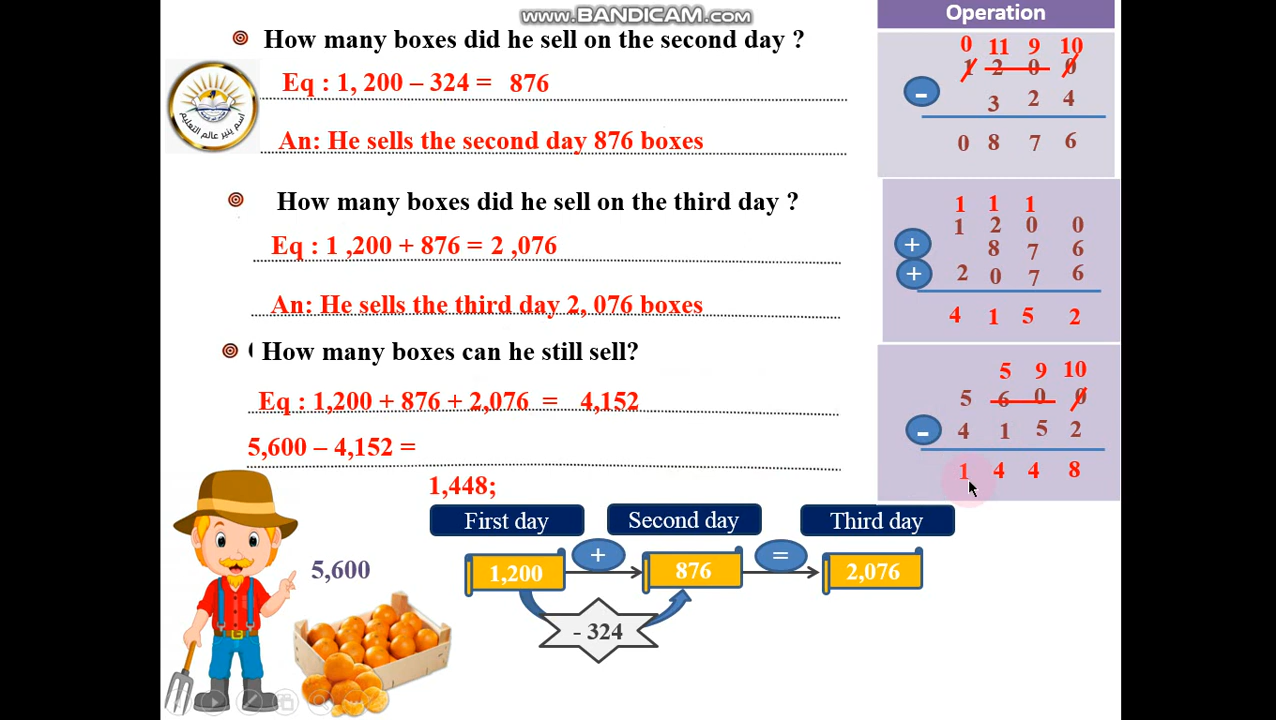 www.BANDICAM.com
Operation
How many boxes did he sell on the second day ?
Eq : 1, 200 – 324 = 876
An: He sells the second day 876 boxes
اسم ينير عالم التعليم
0 11 9 10
1 2 0 0
- 3 2 4
0 8 7 6
How many boxes did he sell on the third day ?
Eq : 1 ,200 + 876 = 2 ,076
An: He sells the third day 2, 076 boxes
1 1 1
1 2 0 0
+ 8 7 6
+ 2 0 7 6
4 1 5 2
( How many boxes can he still sell?
Eq : 1,200 + 876 + 2,076 = 4,152
5,600 – 4,152 =
1,448;
5 9 10
5 6 0 0
- 4 1 5 2
1 4 4 8
First day Second day Third day
5,600
1,200 + 876 = 2,076
- 324